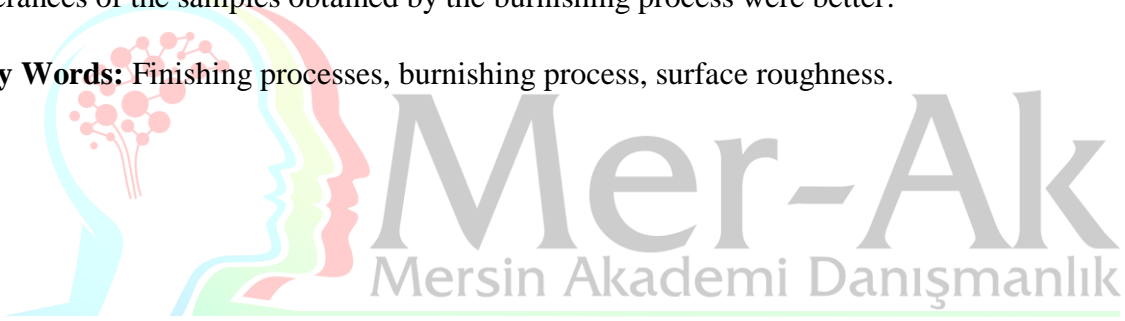 erances of the samples obtained by the burnishing process were better.
y Words: Finishing processes, burnishing process, surface roughness.
Mer-Ak
Mersin Akademi Danışmanlık